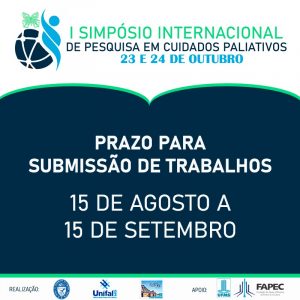 I SIMPÓSIO INTERNACIONAL
DE PESQUISA EM CUIDADOS PALIATIVOS
23 E 24 DE OUTUBRO
PRAZO PARA
SUBMISSÃO DE TRABALHOS
15 DE AGOSTO A
15 DE SETEMBRO
REALIZAÇÃO:
Unifal
APOIO:
UFMS
FAPEC